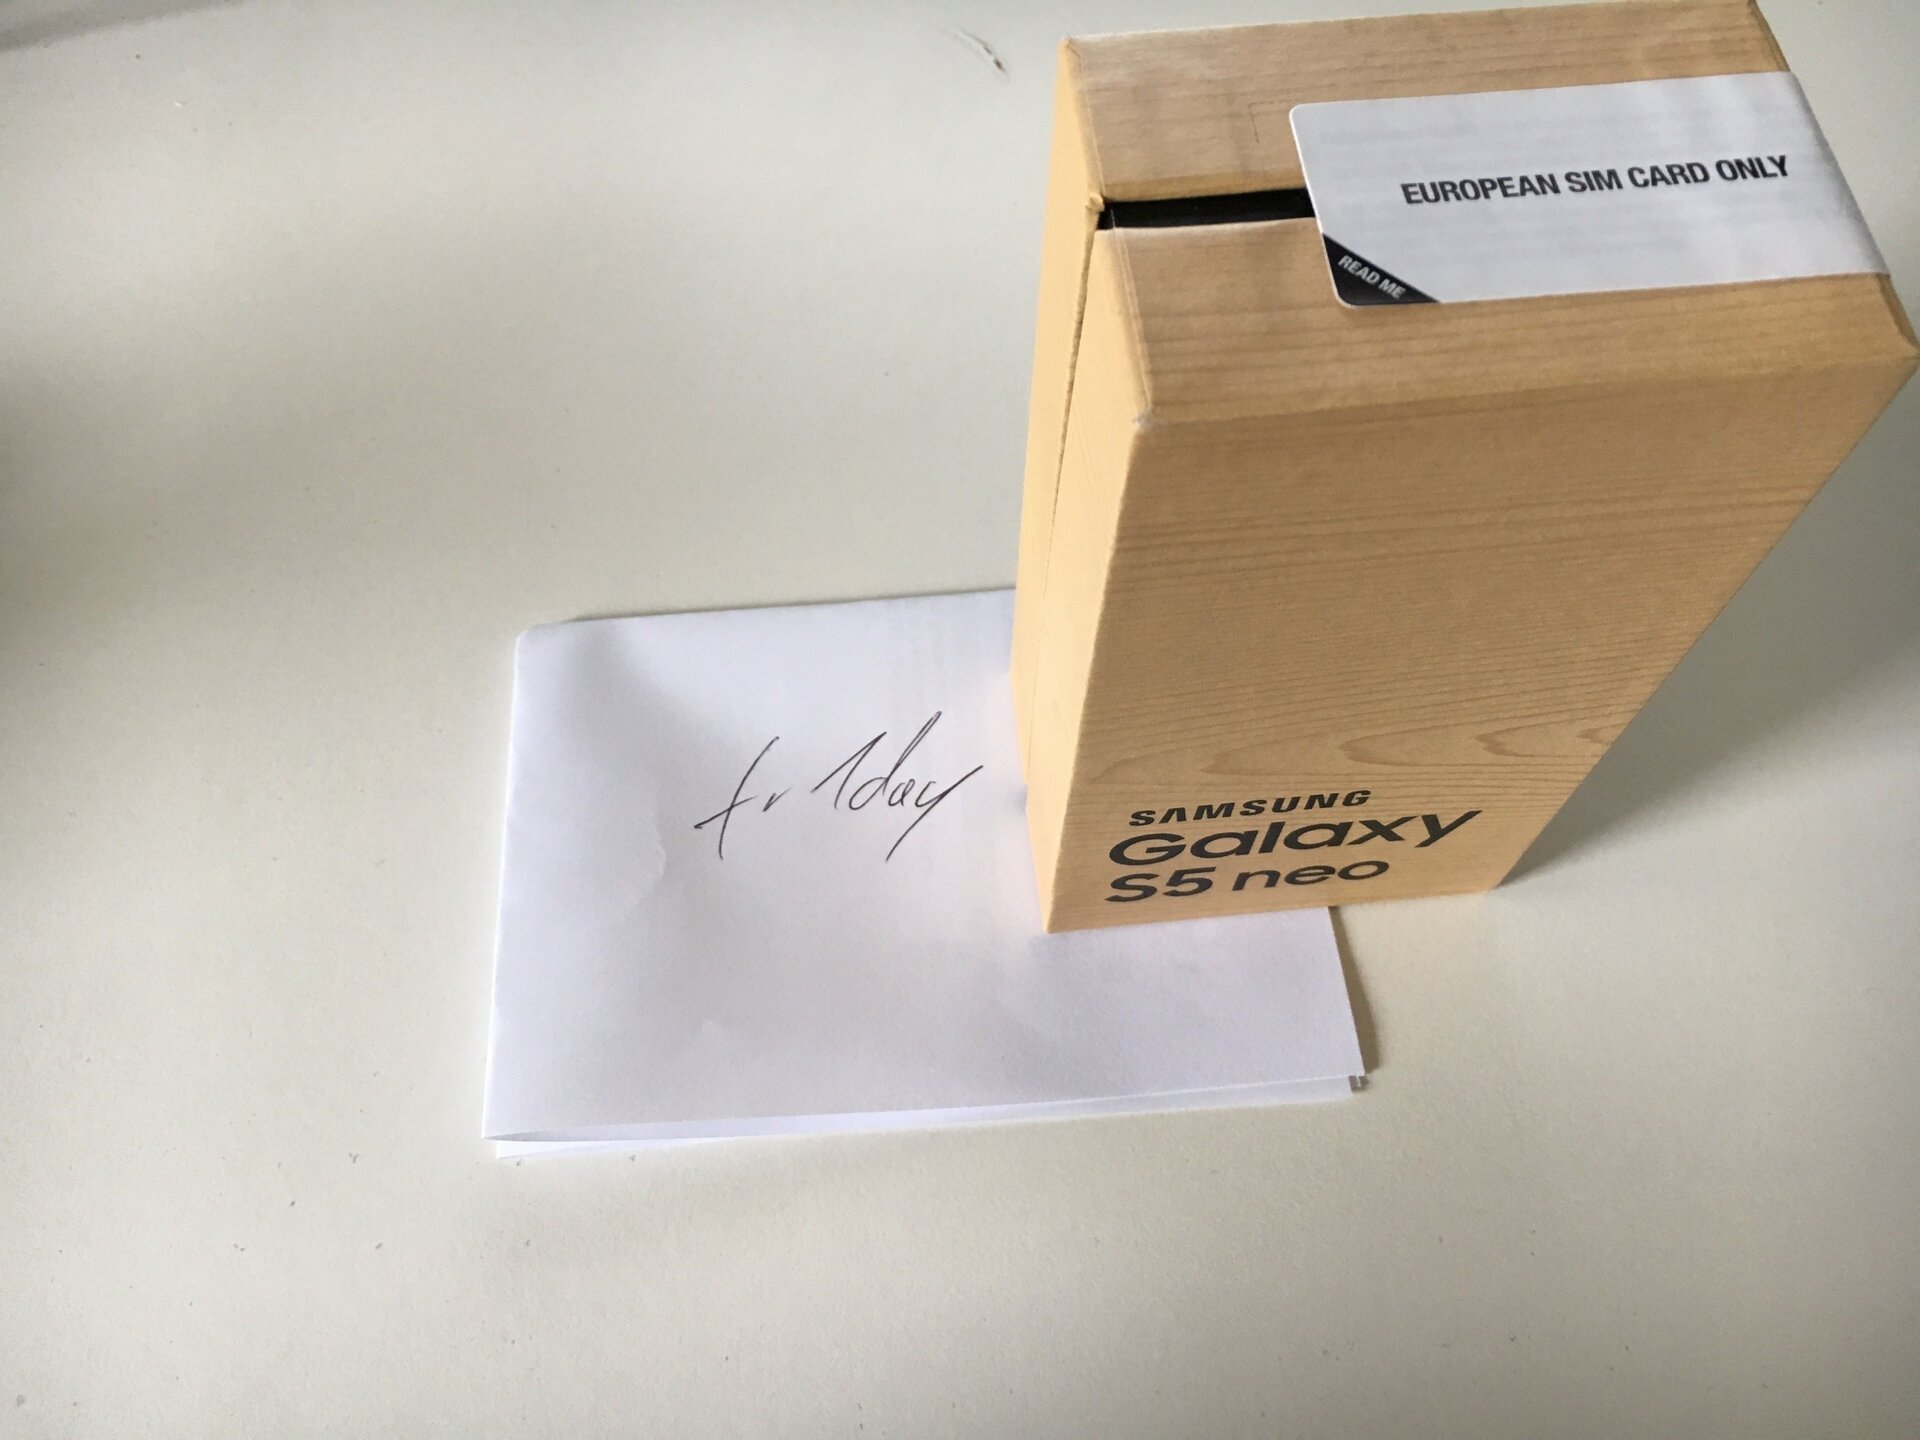 EUROPEAN SIM CARD ONLY
READ ME
fr1day
SAMSUNG
Galaxy
S5 neo